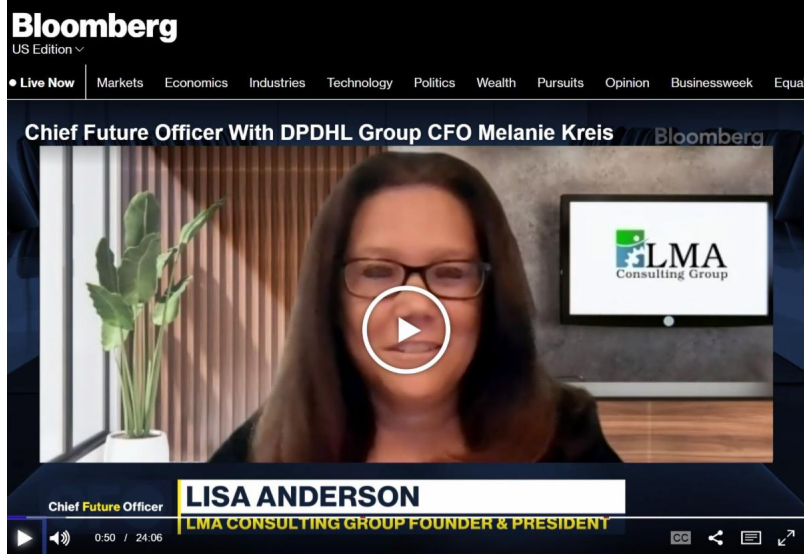 Bloomberg
US Edition
Live Now Markets Economics Industries Technology Politics Wealth Pursuits Opinion Businessweek Equa
Chief Future Officer With DPDHL Group CFO Melanie Kreis
Bloomberg
LMA
Consulting Group
Chief Future Officer
LISA ANDERSON
LMA CONSULTING GROUP FOUNDER & PRESIDENT
0:50 / 24:06
CC